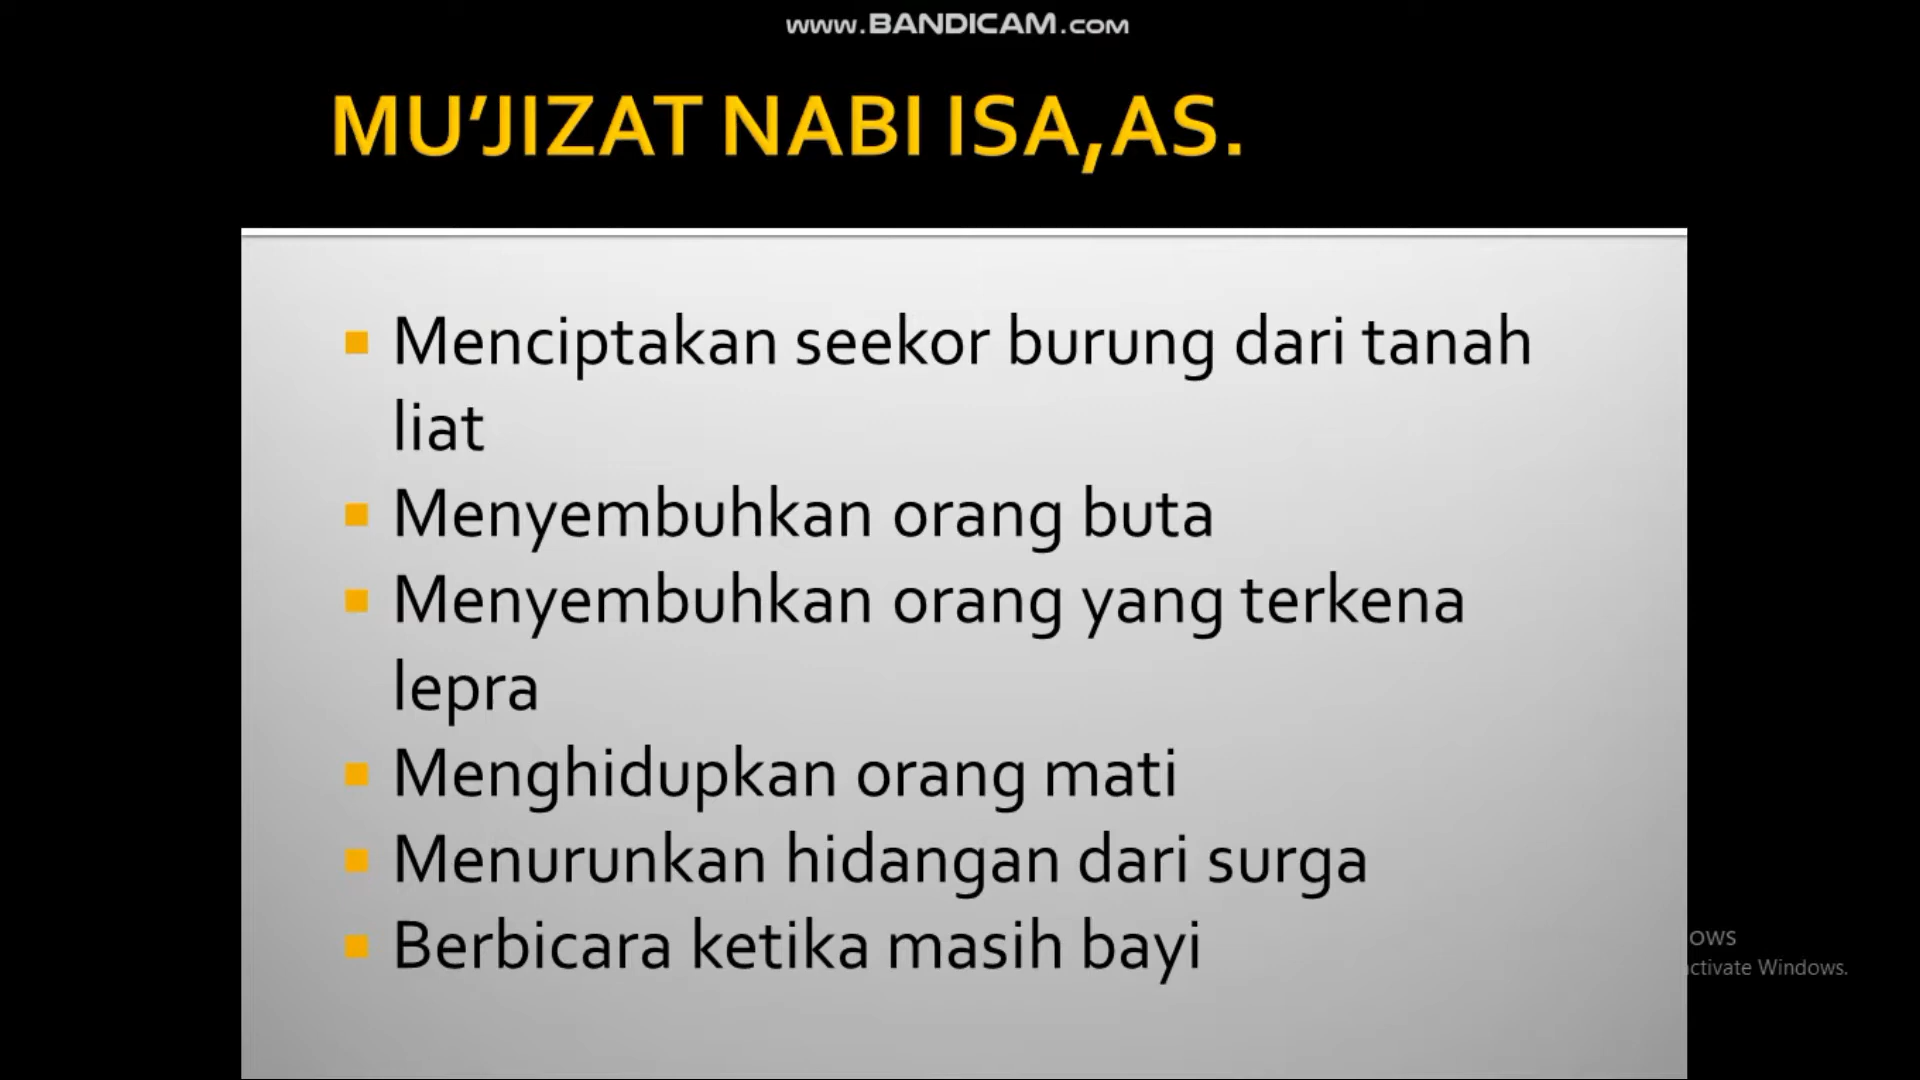 www.BANDICAM.COM
MU’JIZAT NABI ISA,AS.
Menciptakan seekor burung dari tanah
liat
Menyembuhkan orang buta
Menyembuhkan orang yang terkena
lepra
Menghidupkan orang mati
Menurunkan hidangan dari surga
Berbicara ketika masih bayi
ows
ctivate Windows.